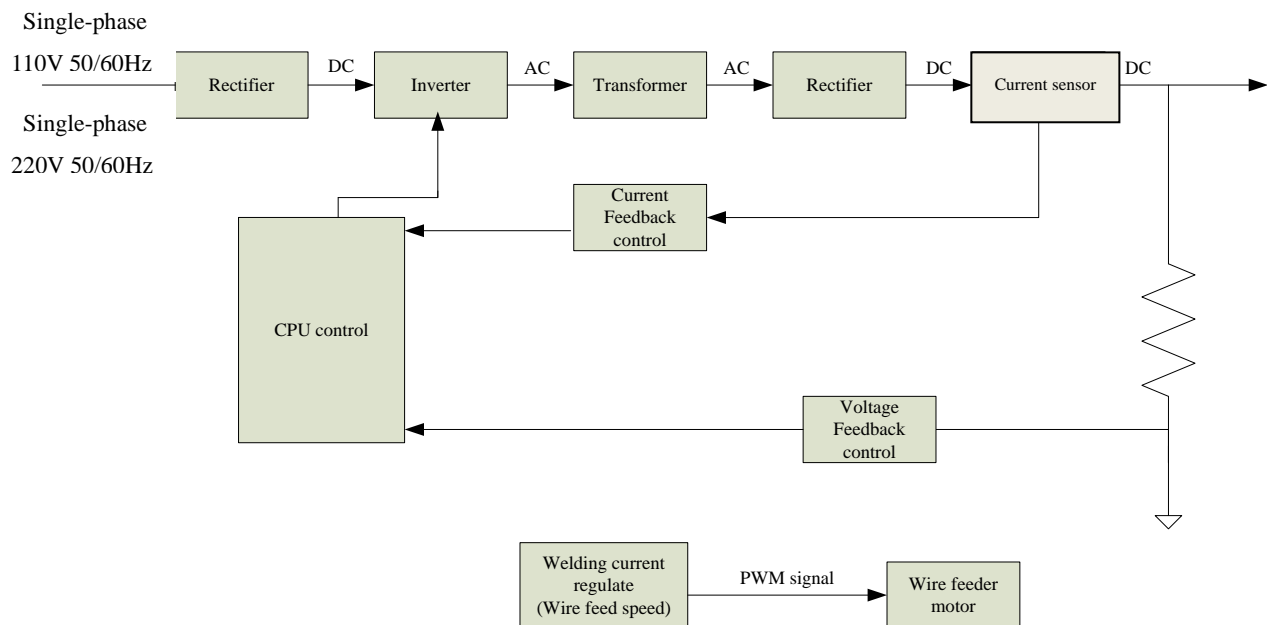 Single-phase
110V 50/60Hz
Single-phase
220V 50/60Hz
Rectifier
DC
Inverter
AC
Transformer
AC
Rectifier
DC
Current sensor
DC
Current
Feedback
control
CPU control
Voltage
Feedback
control
Welding current
regulate
(Wire feed speed)
PWM signal
Wire feeder
motor